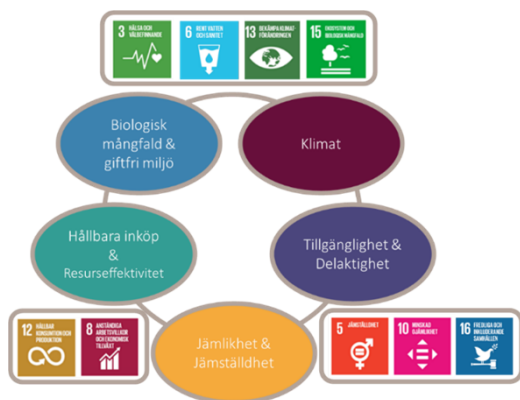 3 HÄLSA OCH
VÄLBEFINNANDE
6 RENT VATTEN
OCH SANITET
13 BEKÄMPA KLIMAT-
FÖRÄNDRINGEN
15 EKOSYSTEM OCH
BIOLOGISK MÅNGFALD
Biologisk
mångfald &
giftfri miljö
Klimat
Hållbara inköp
&
Resurseffektivitet
Tillgänglighet &
Delaktighet
12 HÅLLBAR
KONSUMTION OCH
PRODUKTION
8 ANSTÄNDIGA
ARBETSVILLKOR
OCH EKONOMISK
TILLVÄXT
Jämlikhet &
Jämställdhet
5 JÄMSTÄLLDHET
10 MINSKAD
OJÄMLIKHET
16 FREDLIGA OCH
INKLUDERANDE
SAMHÄLLEN